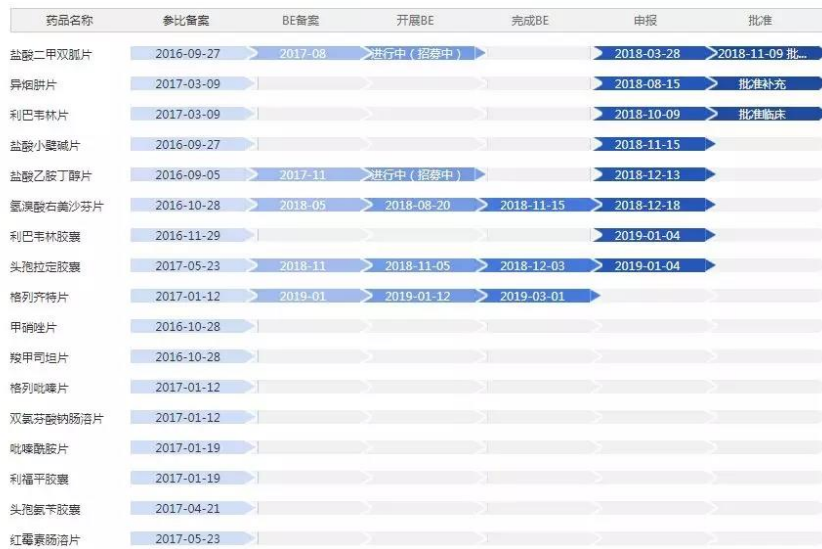 药品名称 参比备案 BE备案 开展BE 完成BE 申报 批准
盐酸二甲双胍片 2016-09-27 2017-08 进行中（招募中） 2018-03-28 2018-11-09 批...
异烟肼片 2017-03-09 2018-08-15 批准补充
利巴韦林片 2017-03-09 2018-10-09 批准临床
盐酸小檗碱片 2016-09-27 2018-11-15
盐酸乙胺丁醇片 2016-09-05 2017-11 进行中（招募中） 2018-12-13
氢溴酸右美沙芬片 2016-10-28 2018-05 2018-08-20 2018-11-15 2018-12-18
利巴韦林胶囊 2016-11-29 2019-01-04
头孢拉定胶囊 2017-05-23 2018-11 2018-11-05 2018-12-03 2019-01-04
格列齐特片 2017-01-12 2019-01 2019-01-12 2019-03-01
甲硝唑片 2016-10-28
羧甲司坦片 2016-10-28
格列吡嗪片 2017-01-12
双氯芬酸钠肠溶片 2017-01-12
吡嗪酰胺片 2017-01-19
利福平胶囊 2017-01-19
头孢氨苄胶囊 2017-04-21
红霉素肠溶片 2017-05-23